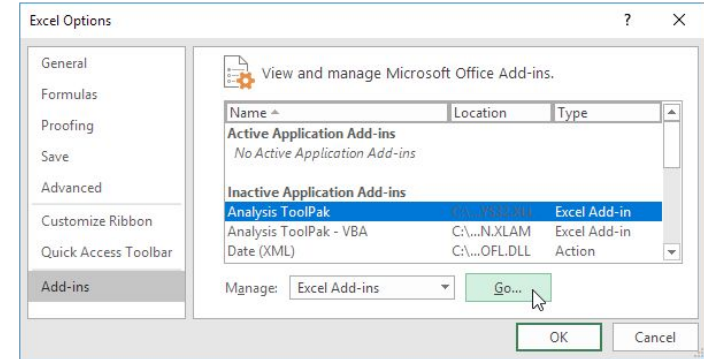 Excel Options ? ×
General
Formulas
Proofing
Save
Advanced
Customize Ribbon
Quick Access Toolbar
Add-ins
View and manage Microsoft Office Add-ins.
Name Location Type
Active Application Add-ins
No Active Application Add-ins
Inactive Application Add-ins
Analysis ToolPak Excel Add-in
Analysis ToolPak - VBA C:\...N.XLAM Excel Add-in
Date (XML) C:\...OFL.DLL Action
Manage: Excel Add-ins Go...
OK Cancel